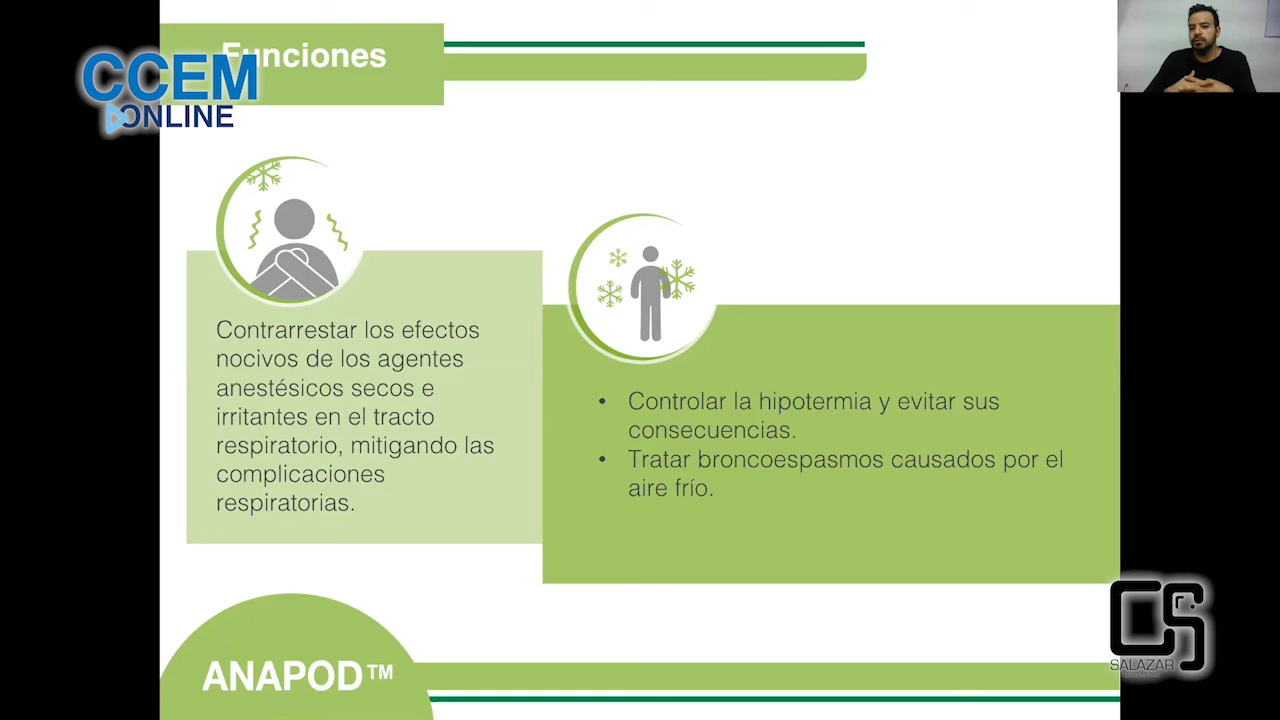 Funciones
CCEM
ONLINE
Contrarrestar los efectos
nocivos de los agentes
anestésicos secos e
irritantes en el tracto
respiratorio, mitigando las
complicaciones
respiratorias.
• Controlar la hipotermia y evitar sus
consecuencias.
• Tratar broncoespasmos causados por el
aire frío.
ANAPOD™
SALAZAR